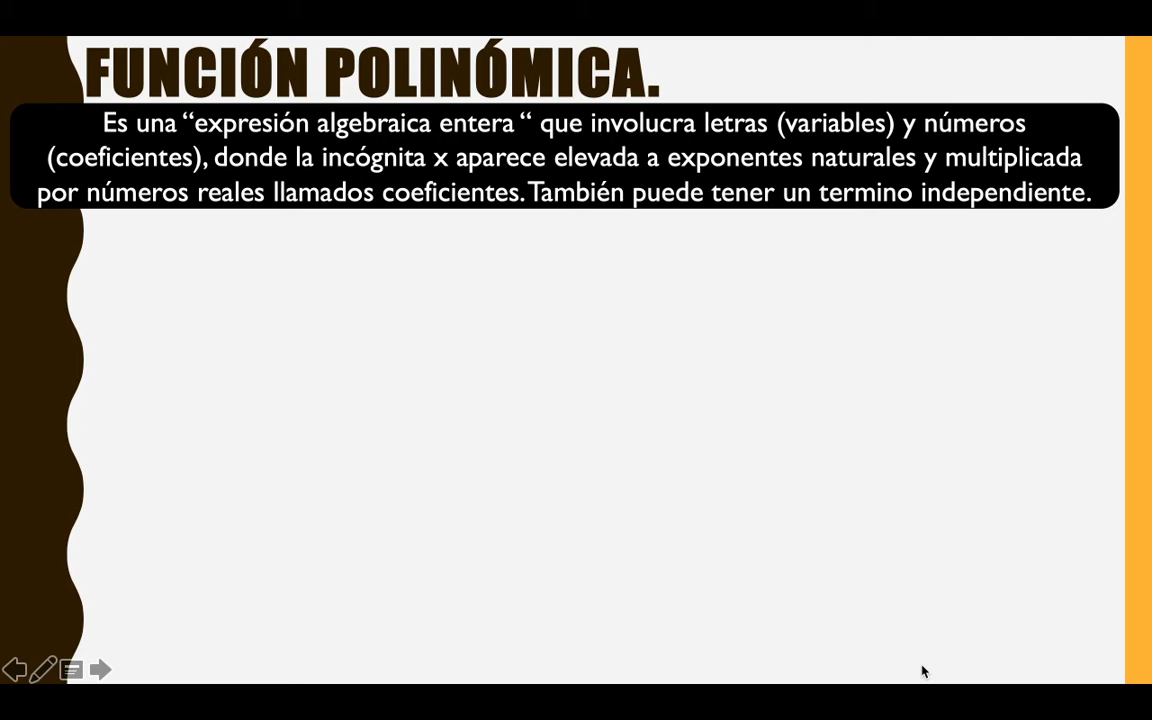 FUNCIÓN POLINÓMICA.
Es una “expresión algebraica entera “ que involucra letras (variables) y números
(coeficientes), donde la incógnita x aparece elevada a exponentes naturales y multiplicada
por números reales llamados coeficientes. También puede tener un termino independiente.